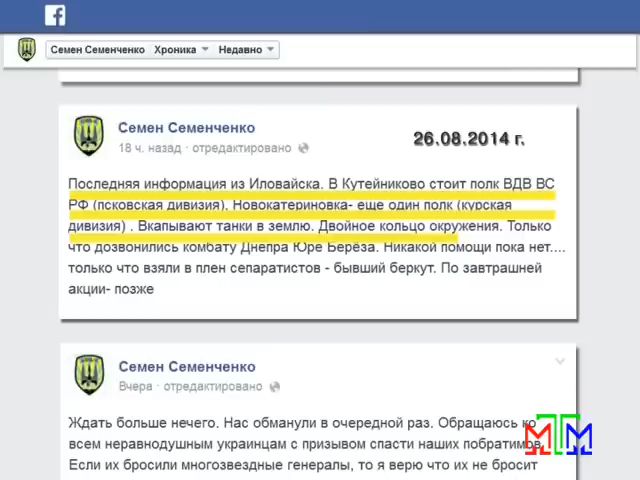 Семен Семенченко Хроника Недавно
Семен Семенченко
26.08.2014 г.
18 ч. назад · отредактировано
Последняя информация из Иловайска. В Кутейниково стоит полк ВДВ ВС
РФ (псковская дивизия), Новокатериновка- еще один полк (курская
дивизия) . Вкапывают танки в землю. Двойное кольцо окружения. Только
что дозвонились комбату Днепра Юре Берёза. Никакой помощи пока нет....
только что взяли в плен сепаратистов - бывший беркут. По завтрашней
акции- позже
Семен Семенченко
Вчера · отредактировано
Ждать больше нечего. Нас обманули в очередной раз. Обращаюсь ко
всем неравнодушным украинцам с призывом спасти наших побратимов.
Если их бросили многозвездные генералы, то я верю что их не бросит
МТМ